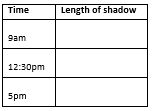 Time Length of shadow
9am
12:30pm
5pm